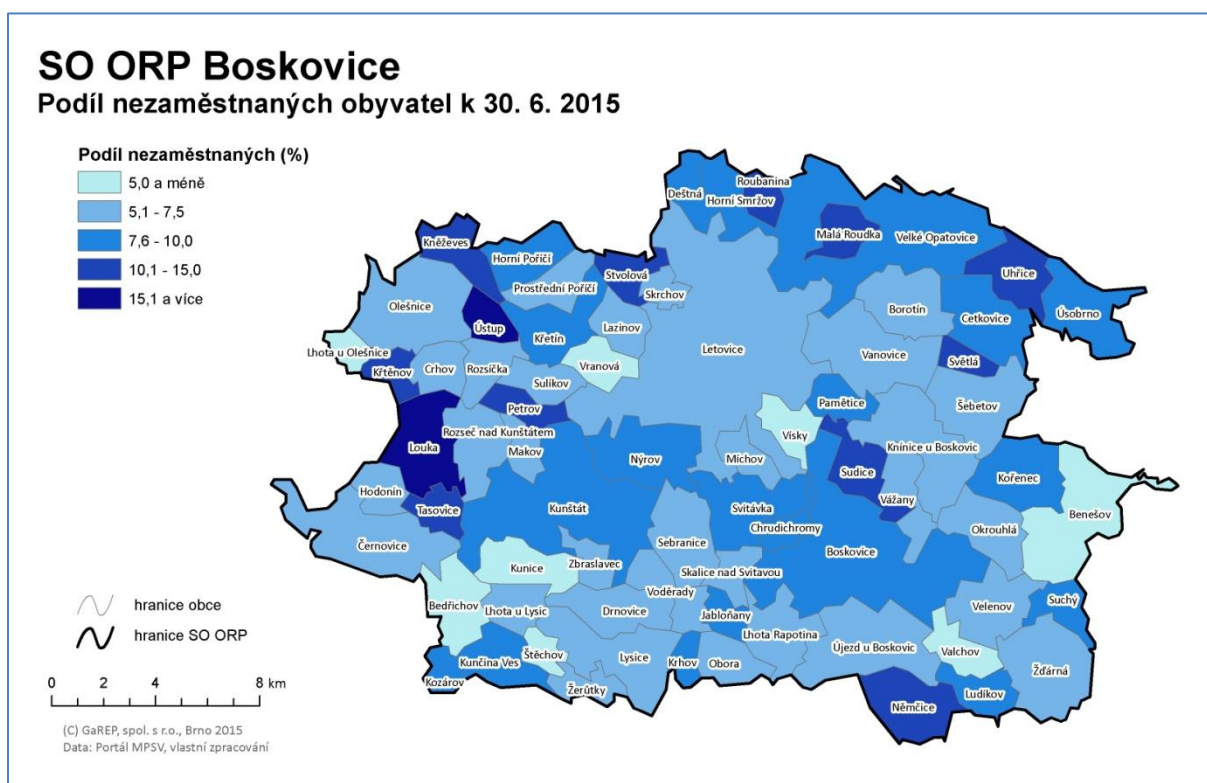 SO ORP Boskovice
Podíl nezaměstnaných obyvatel k 30. 6. 2015
Podíl nezaměstnaných (%)
5,0 a méně
5,1 - 7,5
7,6 - 10,0
10,1 - 15,0
15,1 a více
Roubanina
Deštná
Horní Smržov
Malá Roudka
Velké Opatovice
Kněževes
Horní Poříčí
Stvolová
Uhřice
Prostřední Poříčí
Skrchov
Olešnice
Borotín
Cetkovice
Úsobrno
Ústup
Křetín
Lazinov
Letovice
Lhota u Olešnice
Vanovice
Světlá
Křtěnov
Crhov
Rozsíčka
Vranová
Sulíkov
Pamětice
Šebetov
Petrov
Rozseč nad Kunštátem
Vísky
Louka
Makov
Nýrov
Míchov
Knínice u Boskovic
Sudice
Kořenec
Hodonín
Vážany
Tasovice
Kunštát
Svitávka
Benešov
Chrudichromy
Okrouhlá
Černovice
Sebranice
Boskovice
Kunice
Zbraslavec
Skalice nad Svitavou
Voděrady
Suchý
Bedřichov
Lhota u Lysic
Drnovice
Jabloňany
Velenov
Lhota Rapotina
Újezd u Boskovic
Valchov
Štěchov
Kunčina Ves
Lysice
Krhov
Obora
Žďárná
Kozárov
Žerůtky
Ludíkov
Němčice
hranice obce
hranice SO ORP
0 2 4 8 km
(C) GaREP, spol. s r.o., Brno 2015
Data: Portál MPSV, vlastní zpracování